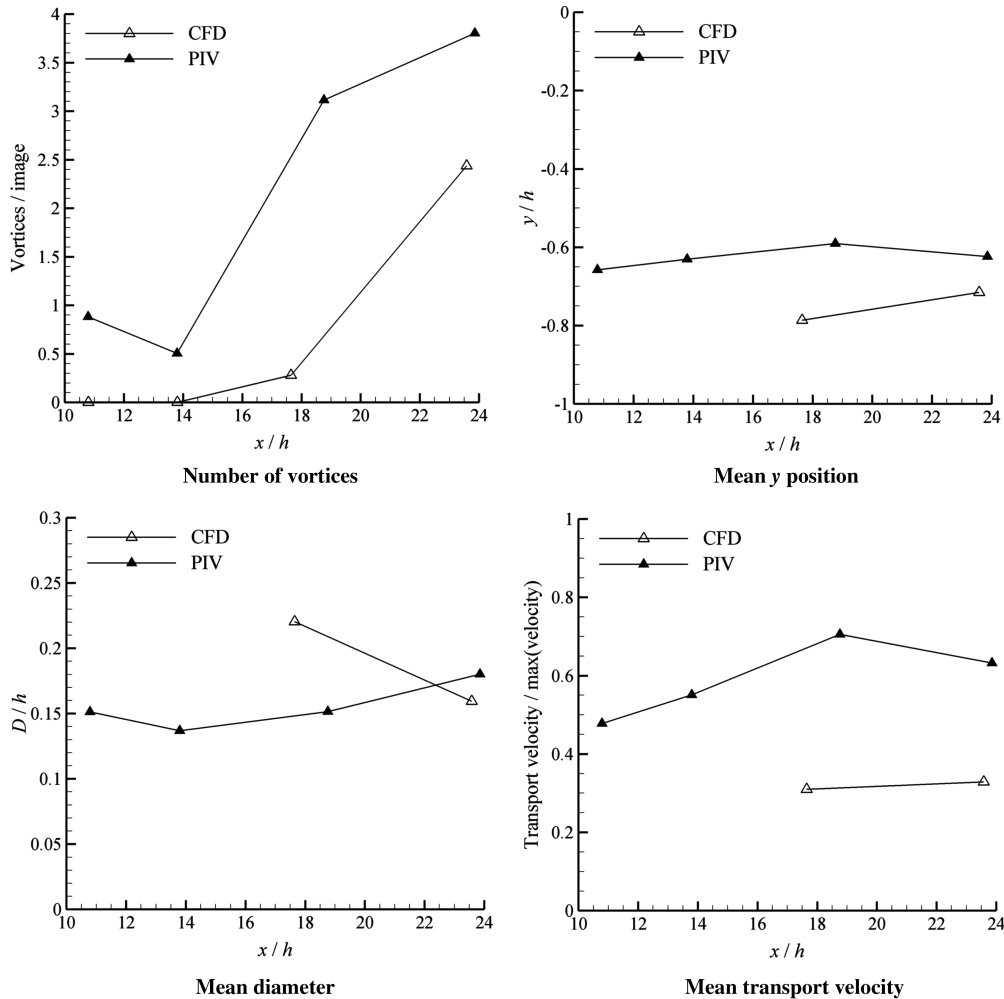 4
3.5
3
2.5
2
1.5
1
0.5
0
Vortices / image
CFD
PIV
10 12 14 16 18 20 22 24
x / h
Number of vortices
0
-0.2
-0.4
-0.6
-0.8
-1
y / h
CFD
PIV
10 12 14 16 18 20 22 24
x / h
Mean y position
0.3
0.25
0.2
0.15
0.1
0.05
0
D / h
CFD
PIV
10 12 14 16 18 20 22 24
x / h
Mean diameter
1
0.8
0.6
0.4
0.2
0
Transport velocity / max(velocity)
CFD
PIV
10 12 14 16 18 20 22 24
x / h
Mean transport velocity